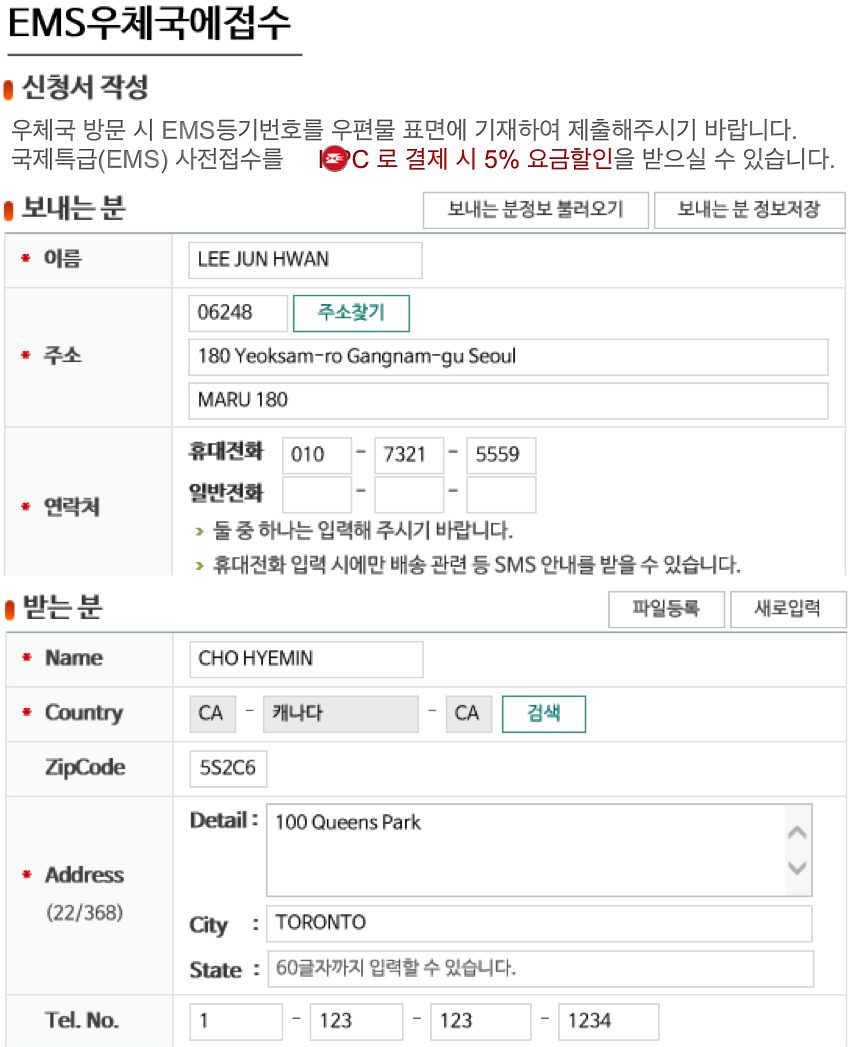 EMS우체국에접수
신청서 작성
우체국 방문 시 EMS등기번호를 우편물 표면에 기재하여 제출해주시기 바랍니다.
국제특급(EMS) 사전접수를 로 결제 시 5% 요금할인을 받으실 수 있습니다.
보내는 분 보내는 분정보 불러오기 보내는 분 정보저장
* 이름 LEE JUN HWAN
06248 주소찾기
* 주소 180 Yeoksam-ro Gangnam-gu Seoul
MARU 180
휴대전화 010 - 7321 - 5559
일반전화 - -
* 연락처
> 둘 중 하나는 입력해 주시기 바랍니다.
> 휴대전화 입력 시에만 배송 관련 등 SMS 안내를 받을 수 있습니다.
받는 분 파일등록 새로입력
* Name CHO HYEMIN
* Country CA - 캐나다 - CA 검색
ZipCode 5S2C6
Detail : 100 Queens Park
* Address
(22/368)
City : TORONTO
State : 60글자까지 입력할 수 있습니다.
Tel. No. 1 - 123 - 123 - 1234